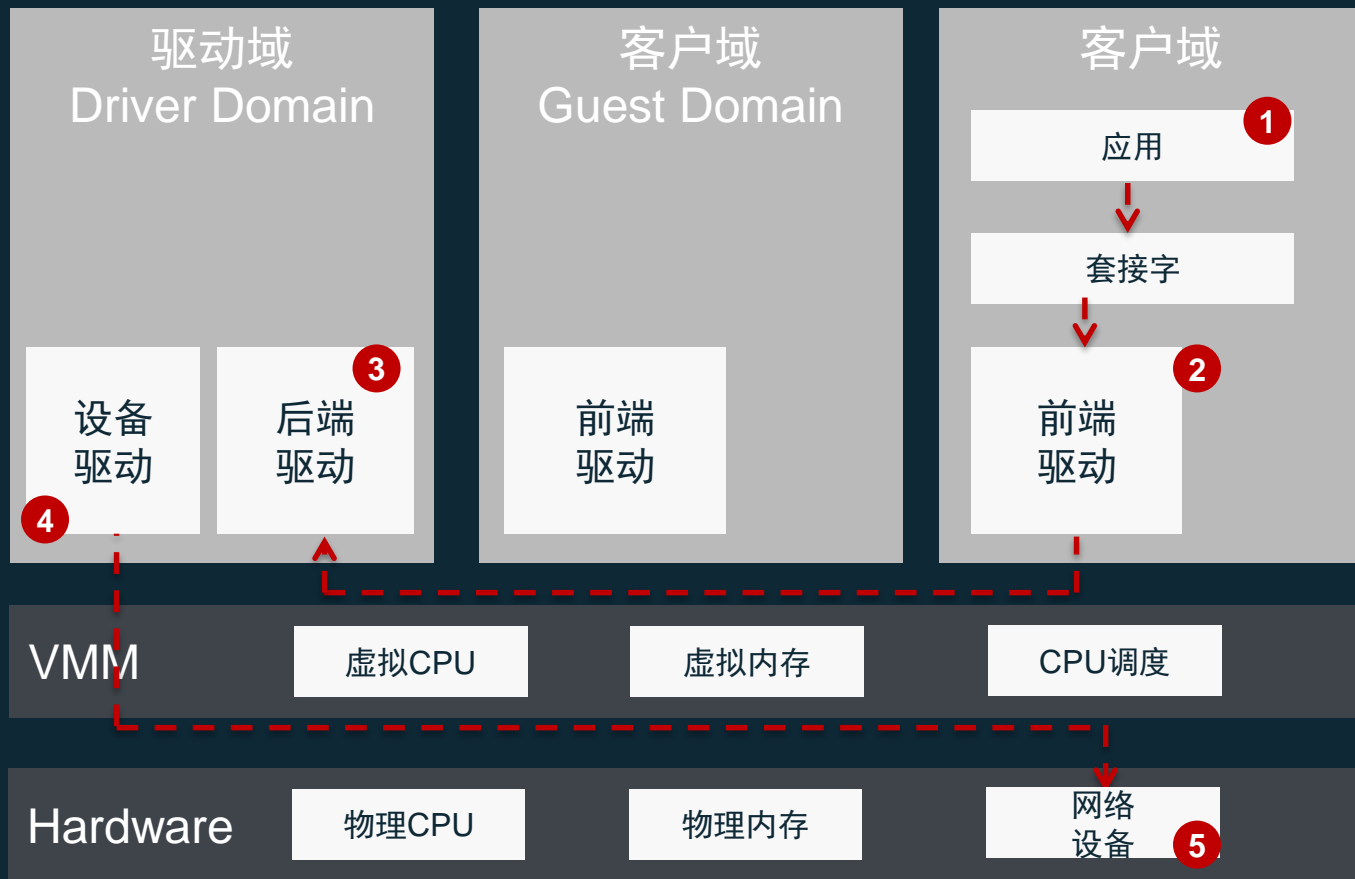 驱动域
Driver Domain
设备
驱动
4
后端
驱动
3
客户域
Guest Domain
前端
驱动
客户域
应用
1
套接字
前端
驱动
2
VMM
虚拟CPU
虚拟内存
CPU调度
Hardware
物理CPU
物理内存
网络
设备
5